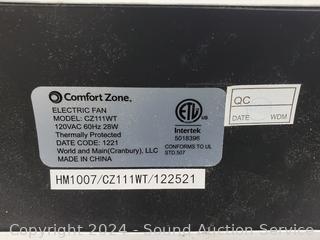 Comfort Zone®
ELECTRIC FAN
MODEL: CZ111WT
120VAC 60Hz 28W
Thermally Protected
DATE CODE: 1221
World and Main(Cranbury), LLC
MADE IN CHINA
ETL
Intertek
5018396
CONFORMS TO UL
STD.507
QC
DATE WDM
HM1007/CZ111WT/122521
Copyright 2024 - Sound Auction Service